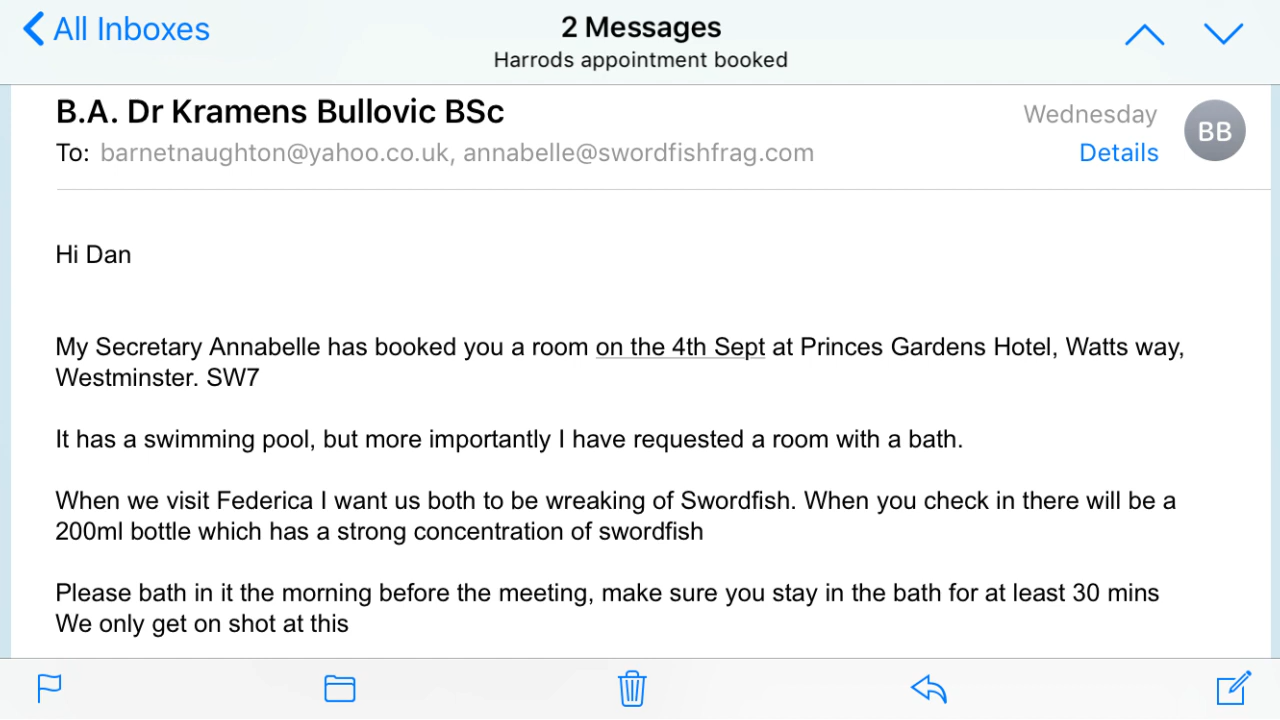 All Inboxes
2 Messages
Harrods appointment booked
B.A. Dr Kramens Bullovic BSc
Wednesday
BB
To: barnetnaughton@yahoo.co.uk, annabelle@swordfishfrag.com
Details
Hi Dan
My Secretary Annabelle has booked you a room on the 4th Sept at Princes Gardens Hotel, Watts way,
Westminster. SW7
It has a swimming pool, but more importantly I have requested a room with a bath.
When we visit Federica I want us both to be wreaking of Swordfish. When you check in there will be a
200ml bottle which has a strong concentration of swordfish
Please bath in it the morning before the meeting, make sure you stay in the bath for at least 30 mins
We only get on shot at this